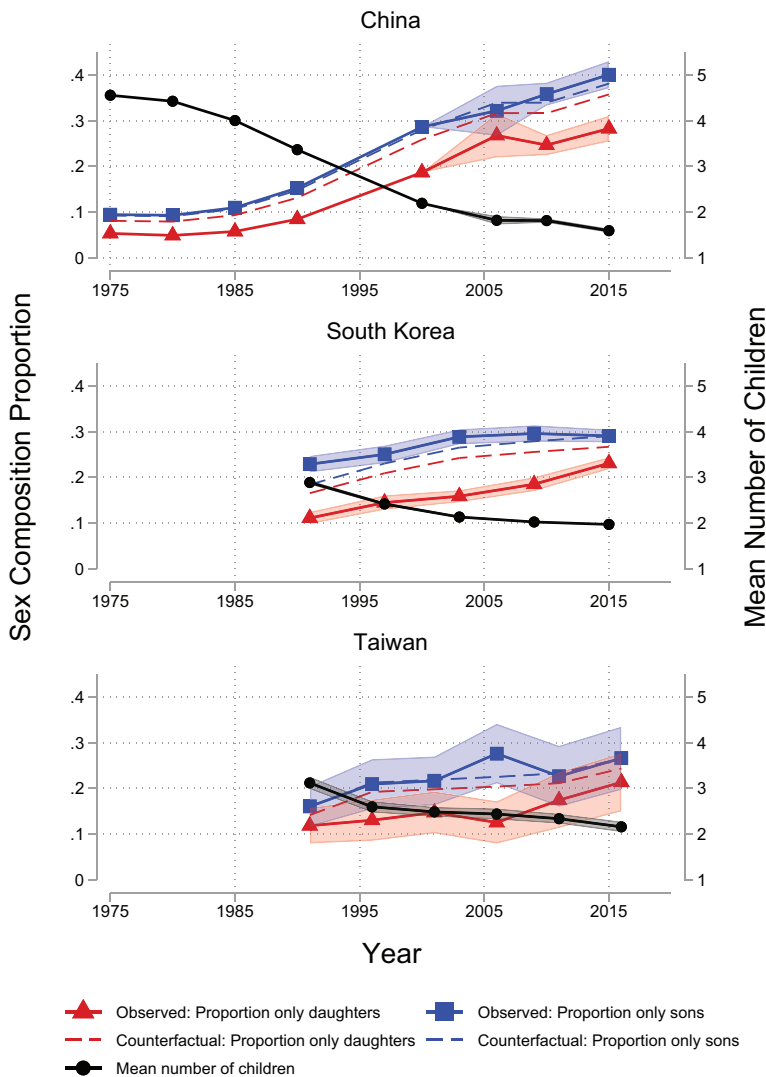 China
.4
.3
.2
.1
0
5
4
3
2
1
1975 1985 1995 2005 2015
South Korea
.4
.3
.2
.1
0
5
4
3
2
1
1975 1985 1995 2005 2015
Taiwan
.4
.3
.2
.1
0
5
4
3
2
1
1975 1985 1995 2005 2015
Sex Composition Proportion
Mean Number of Children
Year
Observed: Proportion only daughters
Observed: Proportion only sons
Counterfactual: Proportion only daughters
Counterfactual: Proportion only sons
Mean number of children